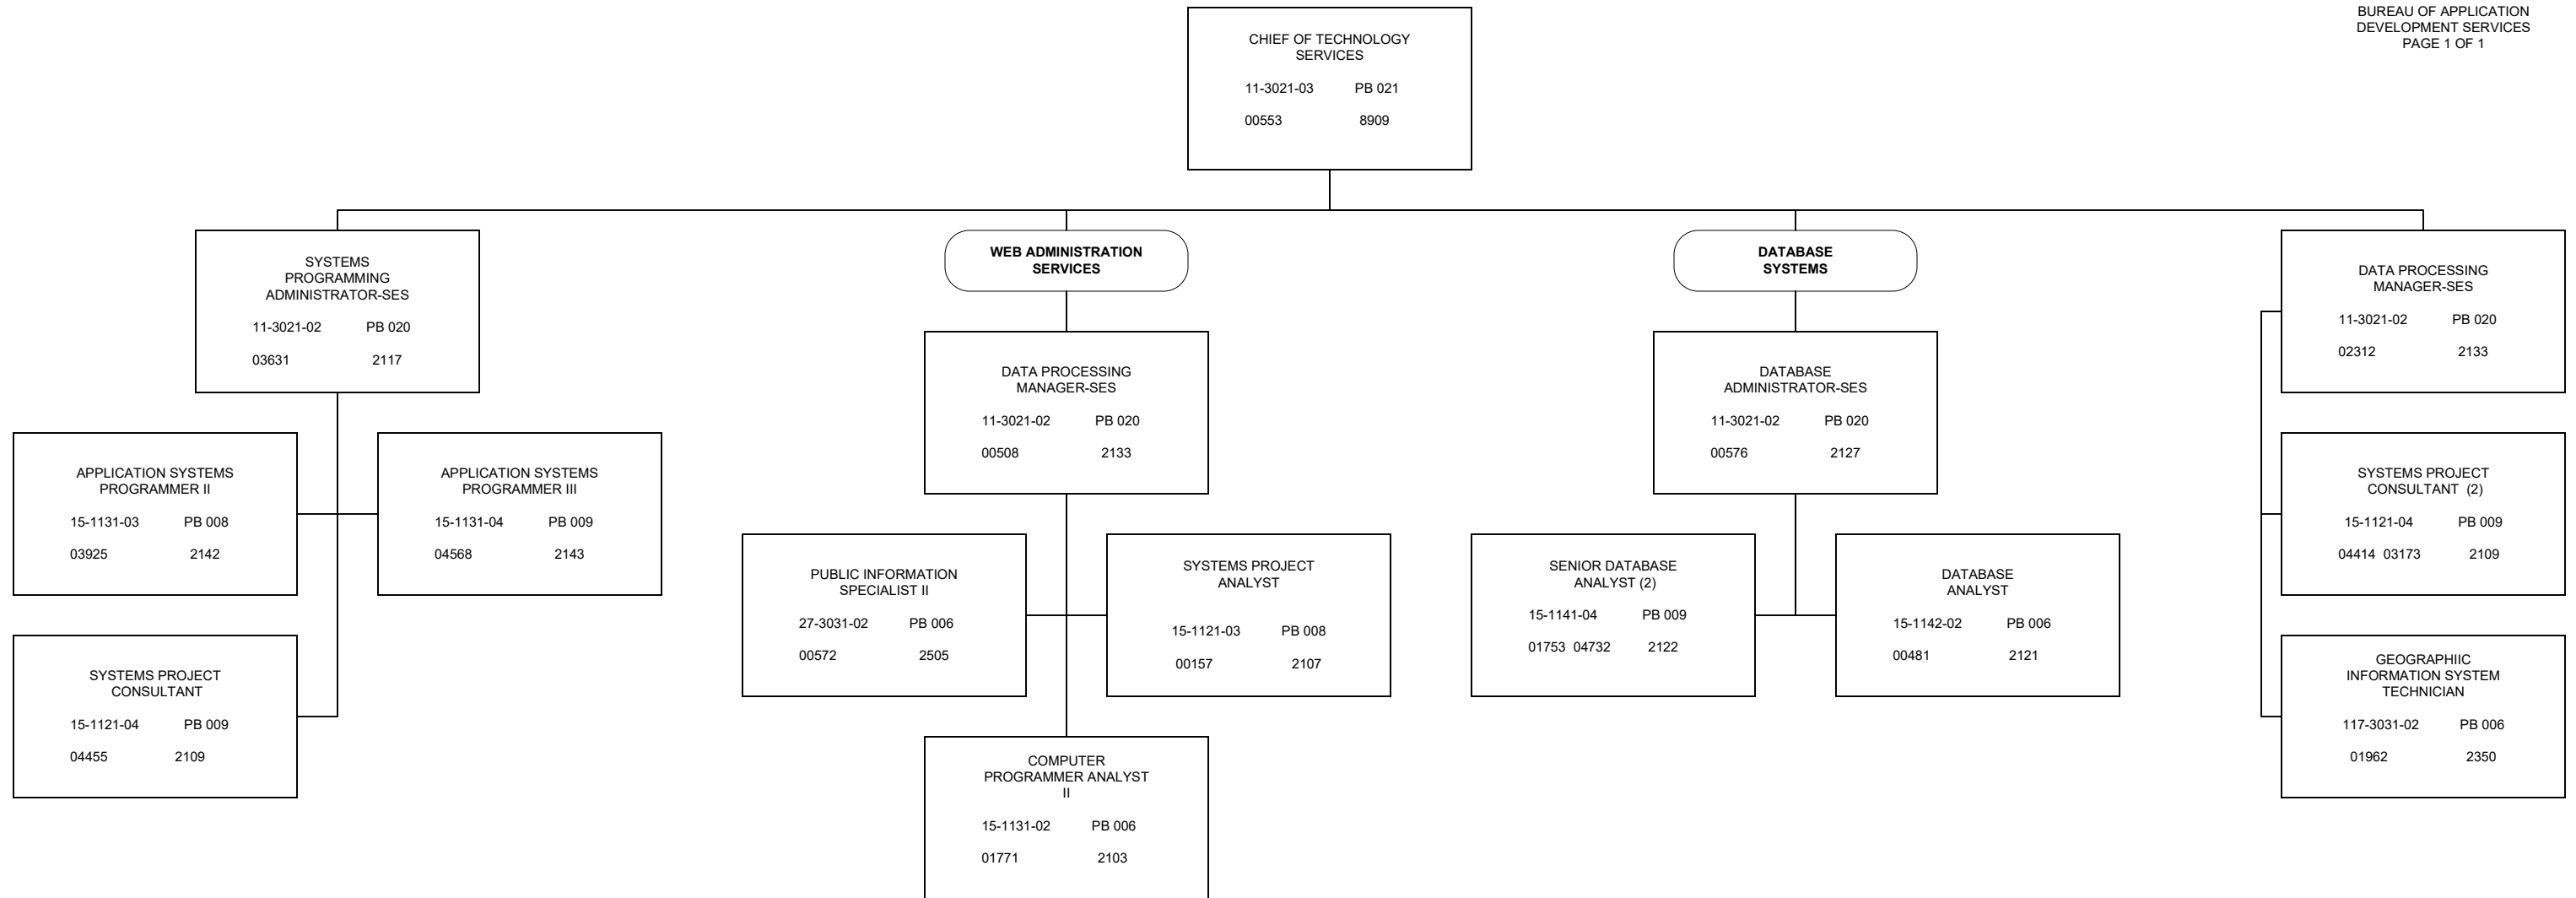 BUREAU OF APPLICATION
DEVELOPMENT SERVICES
PAGE 1 OF 1
CHIEF OF TECHNOLOGY
SERVICES
11-3021-03 PB 021
00553 8909
SYSTEMS
PROGRAMMING
ADMINISTRATOR-SES
11-3021-02 PB 020
03631 2117
APPLICATION SYSTEMS
PROGRAMMER II
15-1131-03 PB 008
03925 2142
APPLICATION SYSTEMS
PROGRAMMER III
15-1131-04 PB 009
04568 2143
SYSTEMS PROJECT
CONSULTANT
15-1121-04 PB 009
04455 2109
WEB ADMINISTRATION
SERVICES
DATA PROCESSING
MANAGER-SES
11-3021-02 PB 020
00508 2133
PUBLIC INFORMATION
SPECIALIST II
27-3031-02 PB 006
00572 2505
SYSTEMS PROJECT
ANALYST
15-1121-03 PB 008
00157 2107
COMPUTER
PROGRAMMER ANALYST
II
15-1131-02 PB 006
01771 2103
DATABASE
SYSTEMS
DATABASE
ADMINISTRATOR-SES
11-3021-02 PB 020
00576 2127
SENIOR DATABASE
ANALYST (2)
15-1141-04 PB 009
01753 04732 2122
DATABASE
ANALYST
15-1142-02 PB 006
00481 2121
DATA PROCESSING
MANAGER-SES
11-3021-02 PB 020
02312 2133
SYSTEMS PROJECT
CONSULTANT (2)
15-1121-04 PB 009
04414 03173 2109
GEOGRAPHIIC
INFORMATION SYSTEM
TECHNICIAN
117-3031-02 PB 006
01962 2350